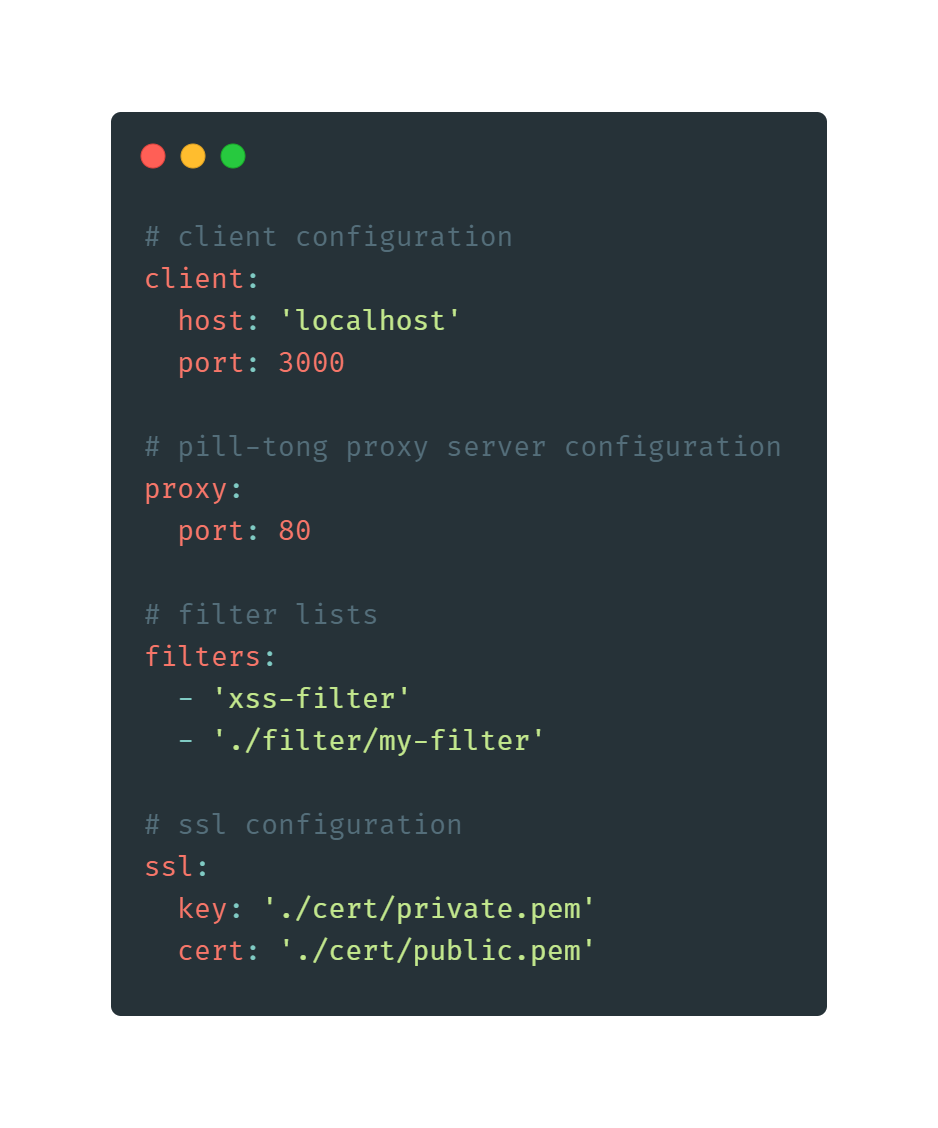 # client configuration
client:
  host: 'localhost'
  port: 3000

# pill-tong proxy server configuration
proxy:
  port: 80

# filter lists
filters:
  - 'xss-filter'
  - './filter/my-filter'

# ssl configuration
ssl:
  key: './cert/private.pem'
  cert: './cert/public.pem'